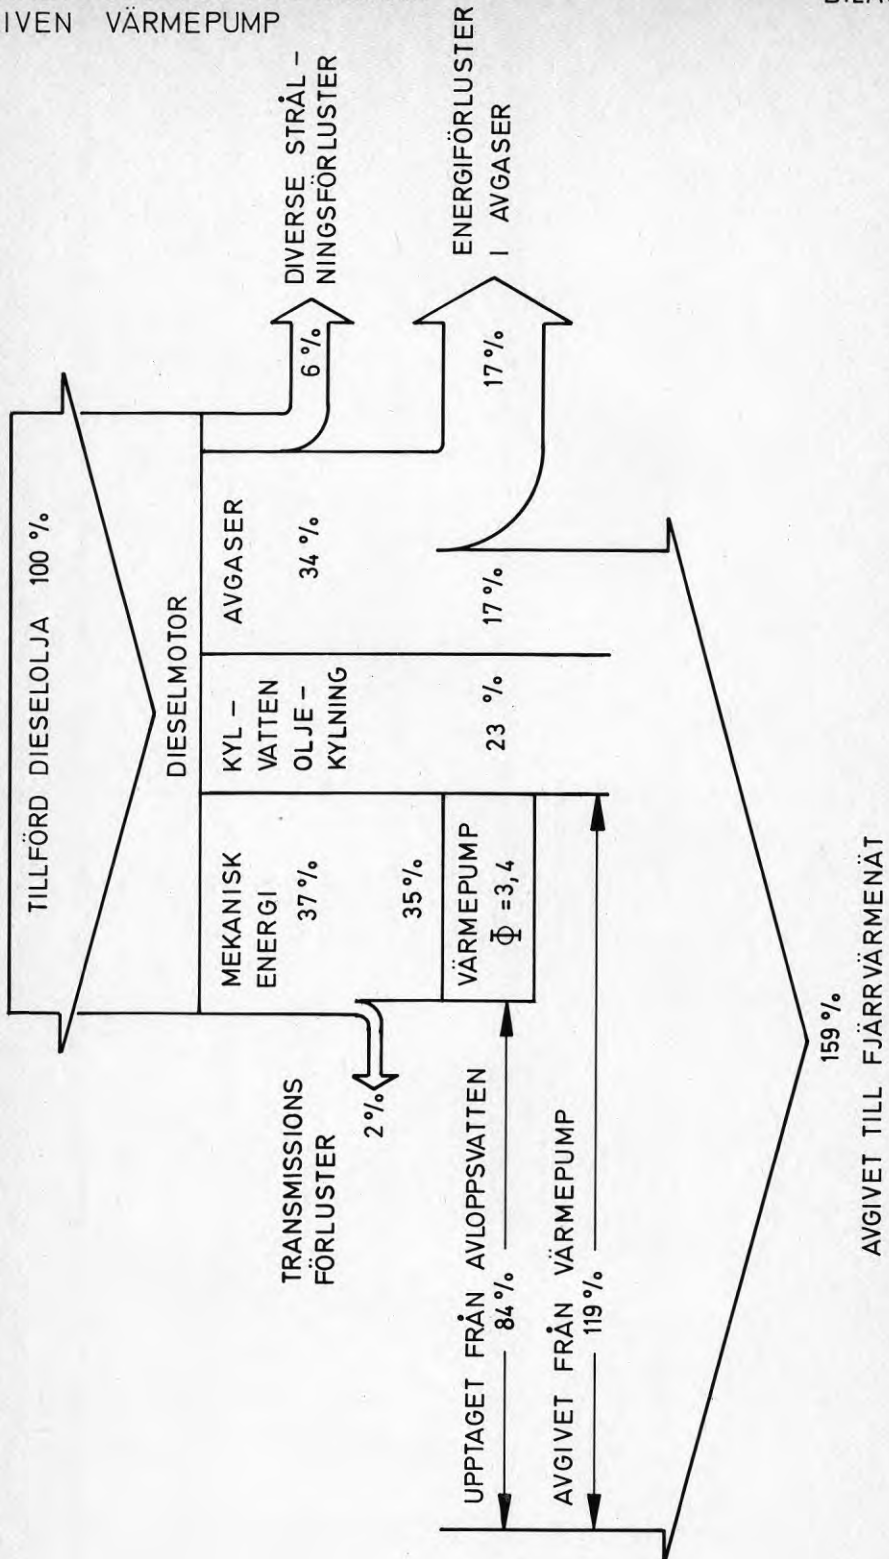 IVEN VÄRMEPUMP
TILLFÖRD DIESELOLJA 100 %
DIESELMOTOR
MEKANISK
ENERGI
37 %
35 %
KYL –
VATTEN
OLJE –
KYLNING
23 %
AVGASER
34 %
17 %
6 %
DIVERSE STRÅL –
NINGSFÖRLUSTER
17 %
ENERGIFÖRLUSTER
I AVGASER
TRANSMISSIONS
FÖRLUSTER
2 %
VÄRMEPUMP
Φ = 3,4
UPPTAGET FRÅN AVLOPPSVATTEN
84 %
AVGIVET FRÅN VÄRMEPUMP
119 %
159 %
AVGIVET TILL FJÄRRVÄRMENÄT